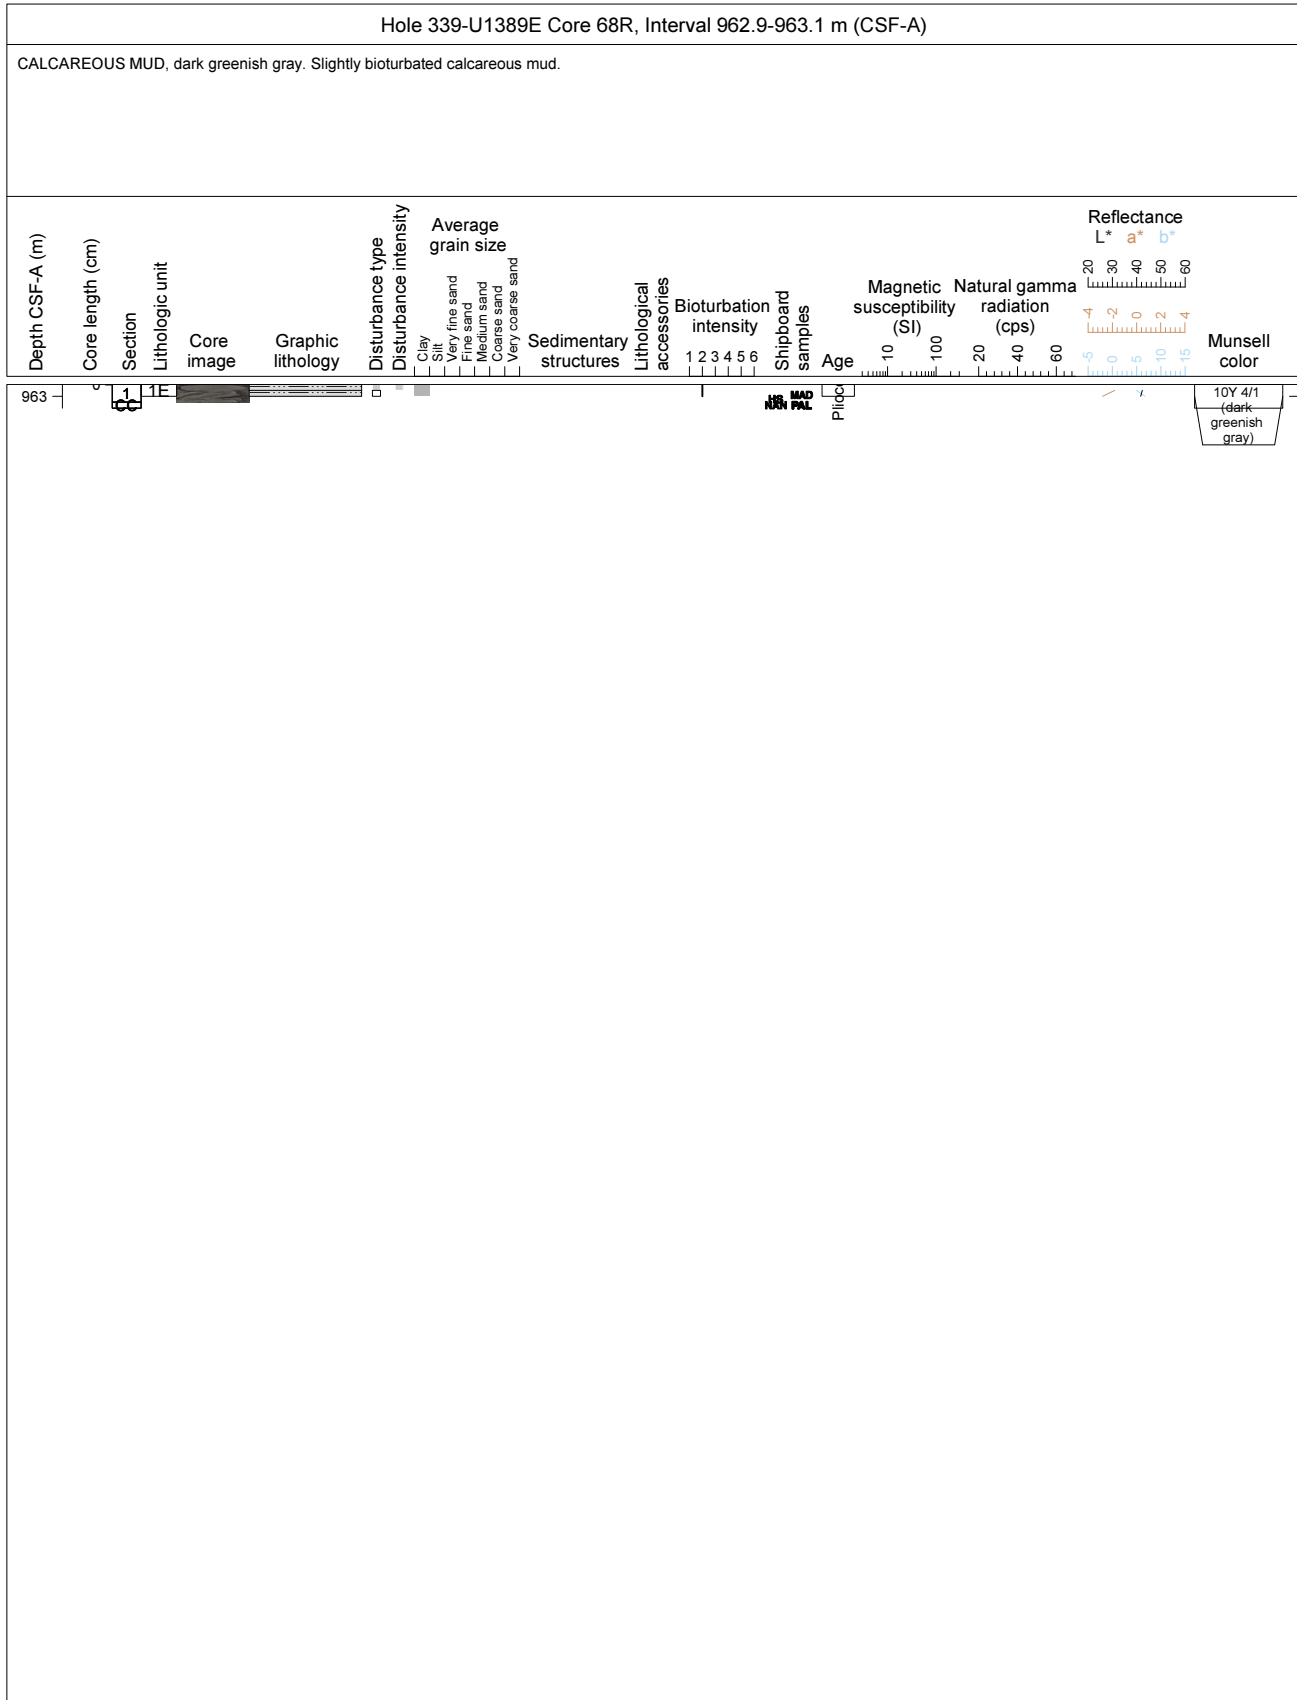 Hole 339-U1389E Core 68R, Interval 962.9-963.1 m (CSF-A)
CALCAREOUS MUD, dark greenish gray. Slightly bioturbated calcareous mud.
Depth CSF-A (m)
Core length (cm)
Section
Lithologic unit
Core
image
Graphic
lithology
Disturbance type
Disturbance intensity
Average
grain size
Clay
Silt
Very fine sand
Fine sand
Medium sand
Coarse sand
Very coarse sand
Sedimentary
structures
Lithological
accessories
Bioturbation
intensity
1 2 3 4 5 6
Shipboard
samples
Age
Magnetic
susceptibility
(SI)
10 100
Natural gamma
radiation
(cps)
20 40 60
Reflectance
L* a* b*
20 30 40 50 60
-4 -2 0 2 4
-5 0 5 10 15
Munsell
color
963
1
CC
1E
HS MAD
NAN PAL
Plioc
10Y 4/1
(dark
greenish
gray)